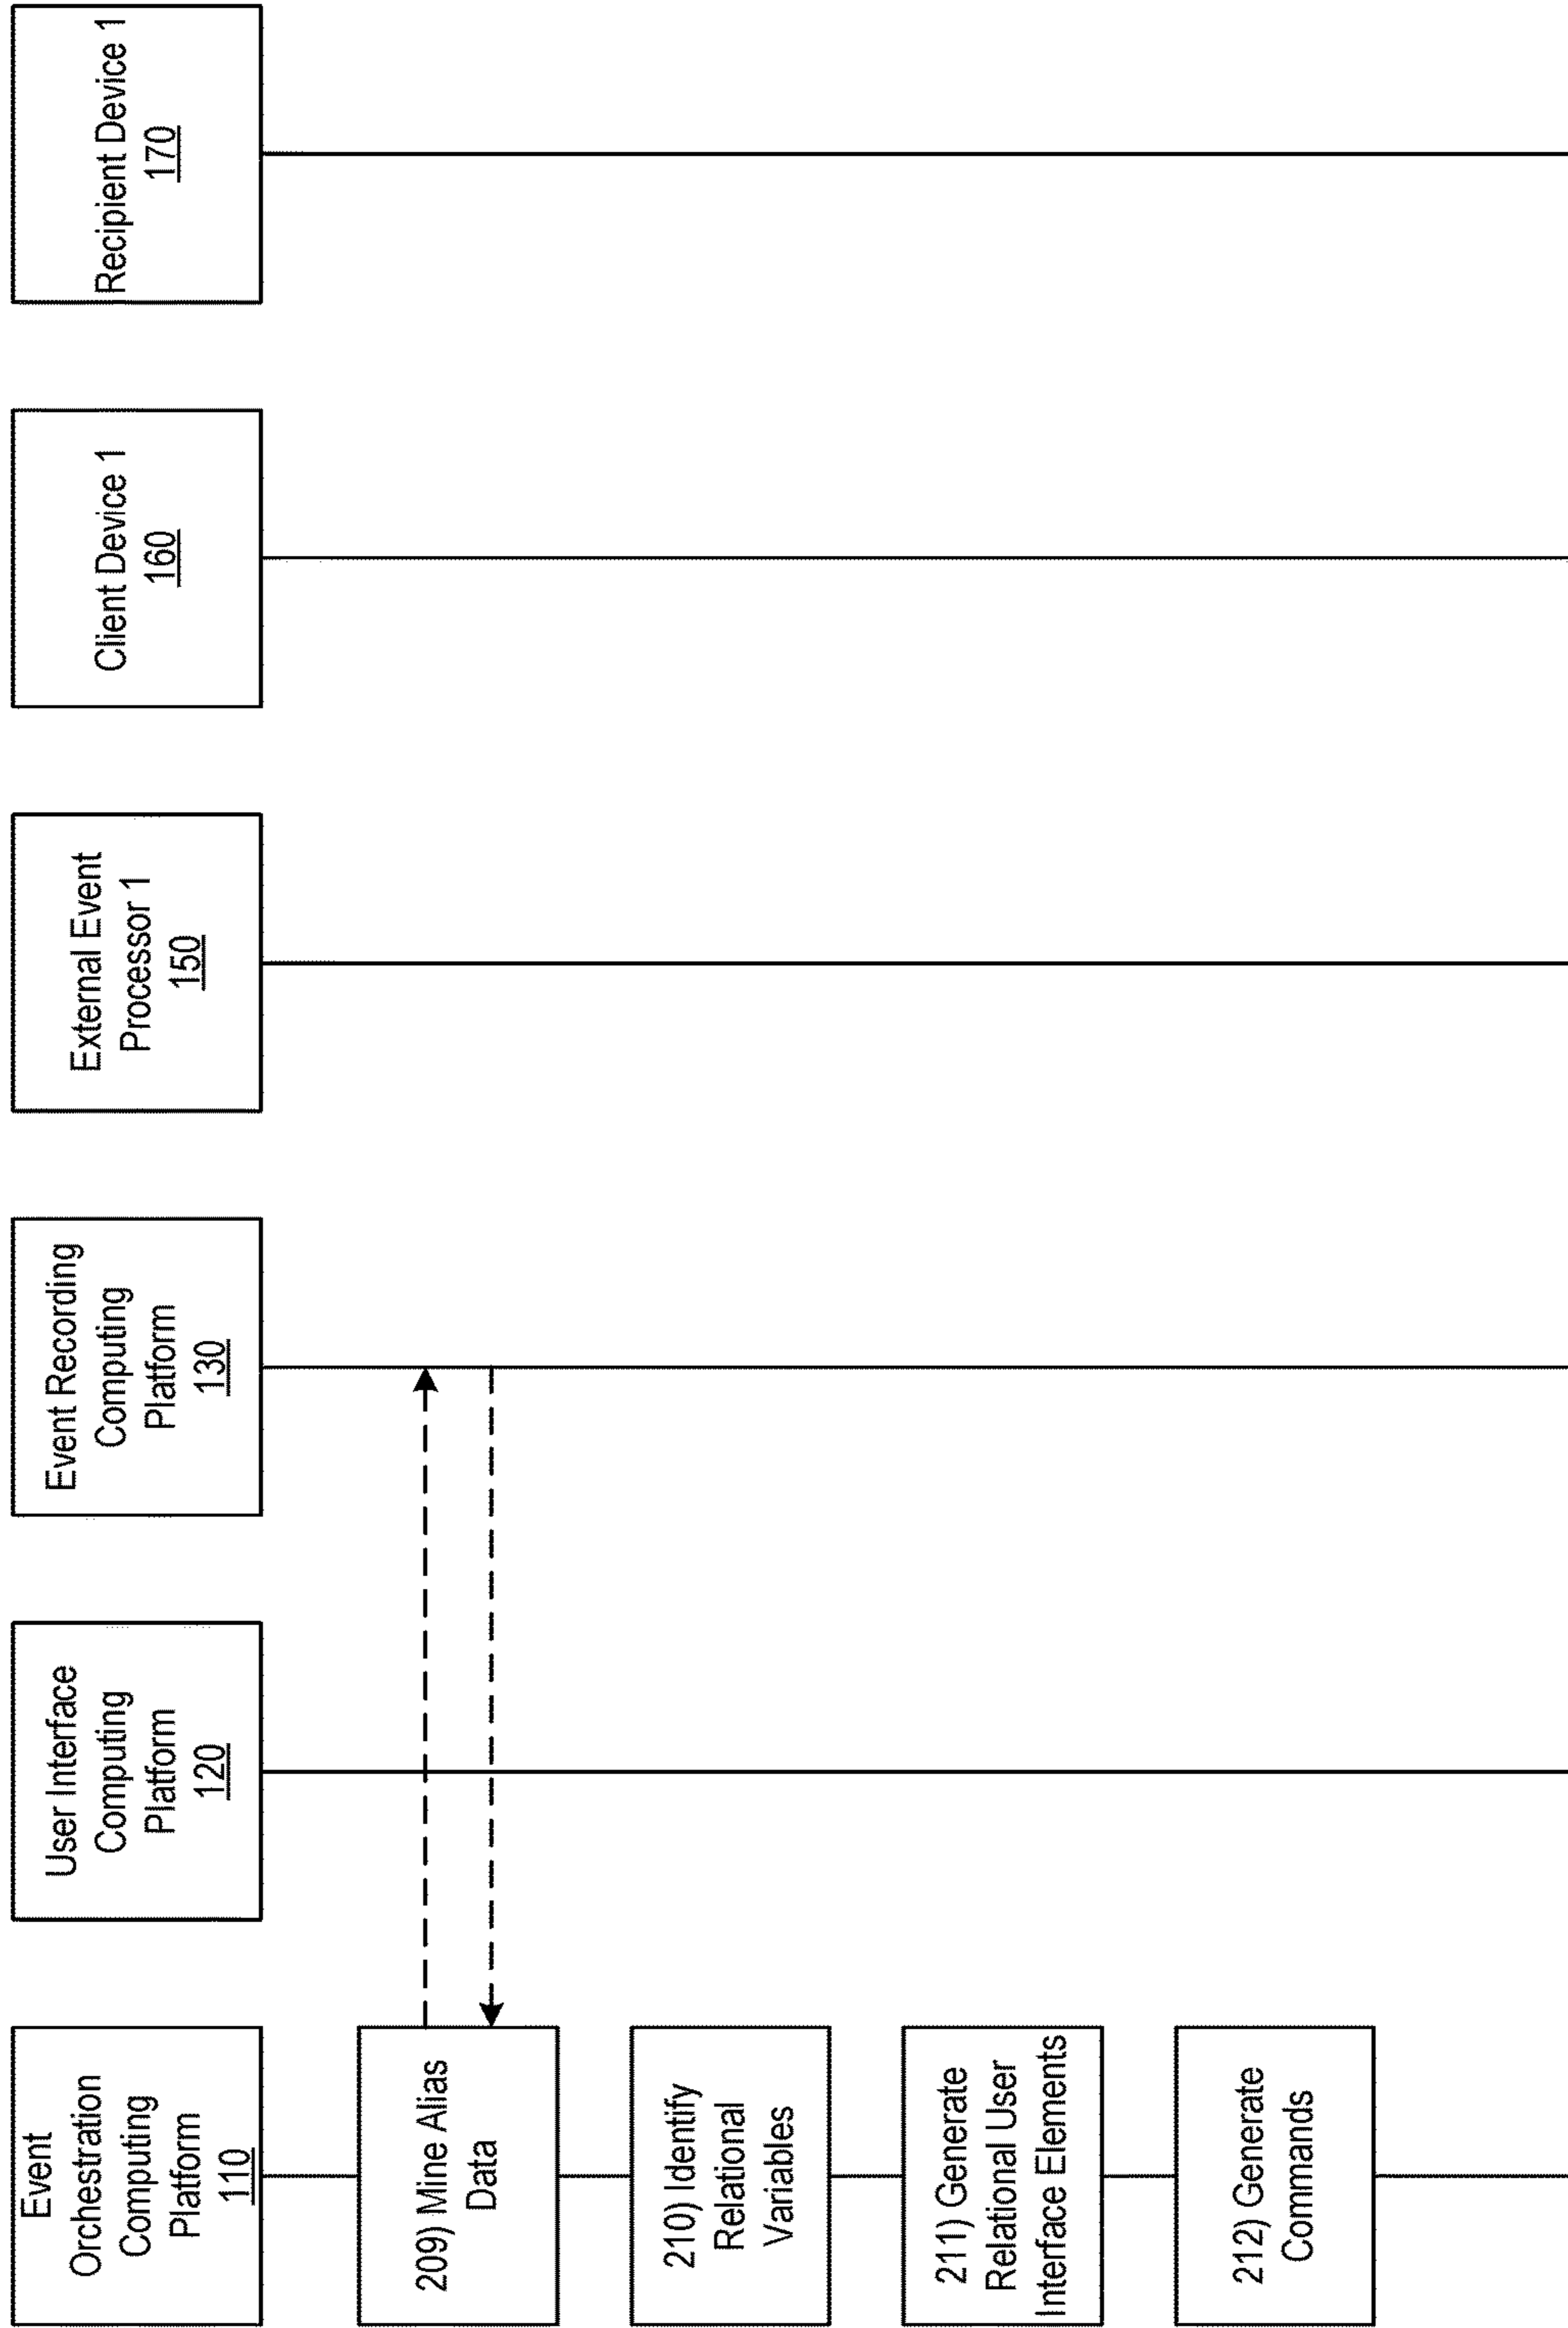 Event
Orchestration
Computing
Platform
110
User Interface
Computing
Platform
120
Event Recording
Computing
Platform
130
External Event
Processor 1
150
Client Device 1
160
Recipient Device 1
170
209) Mine Alias
Data
210) Identify
Relational
Variables
211) Generate
Relational User
Interface Elements
212) Generate
Commands